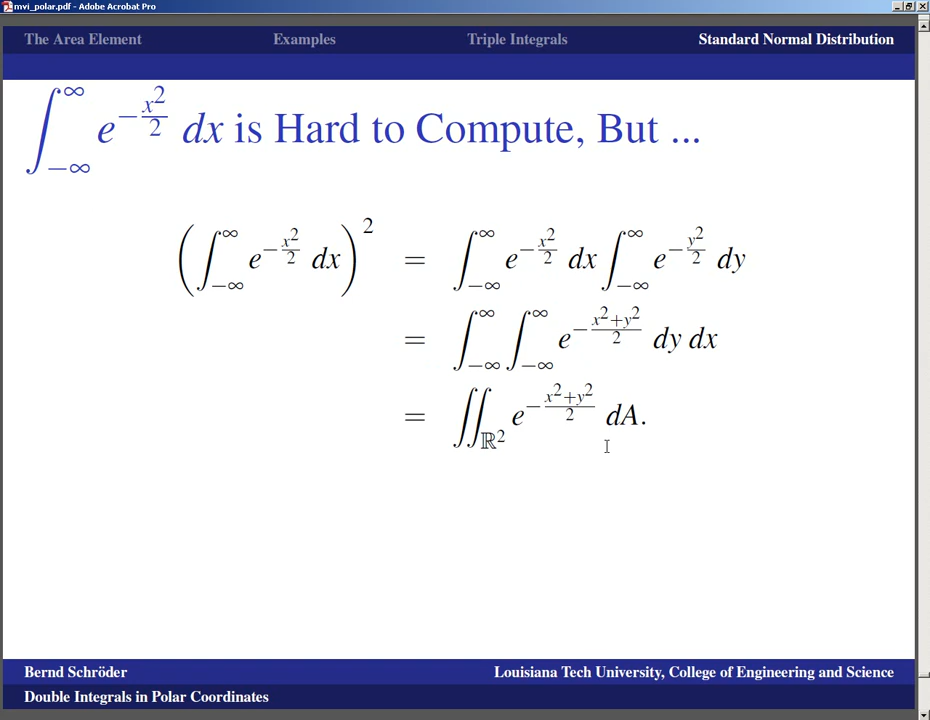 mvi_polar.pdf - Adobe Acrobat Pro
The Area Element Examples Triple Integrals Standard Normal Distribution
∫_{−∞}^{∞} e^{−x²/2} dx is Hard to Compute, But ...
(∫_{−∞}^{∞} e^{−x²/2} dx)² = ∫_{−∞}^{∞} e^{−x²/2} dx ∫_{−∞}^{∞} e^{−y²/2} dy
= ∫_{−∞}^{∞} ∫_{−∞}^{∞} e^{−(x²+y²)/2} dy dx
= ∬_{ℝ²} e^{−(x²+y²)/2} dA.
Bernd Schröder Louisiana Tech University, College of Engineering and Science
Double Integrals in Polar Coordinates